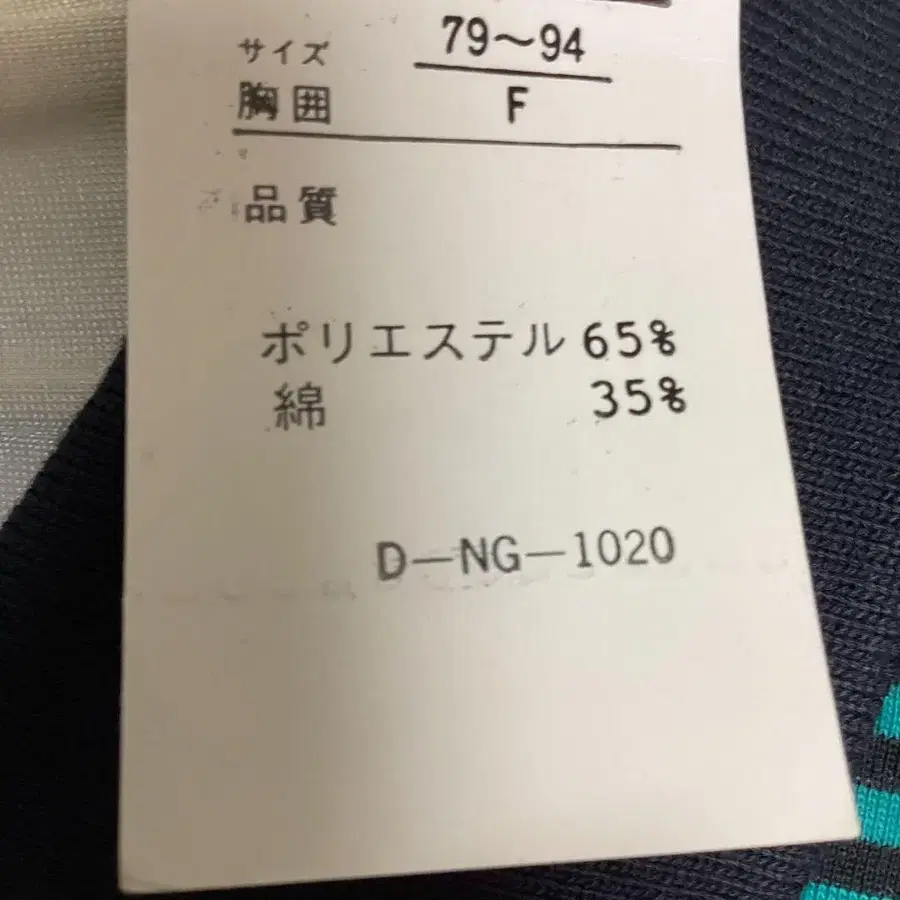 サイズ 79〜94
胸囲 F
品質
ポリエステル 65%
綿 35%
D—NG—1020